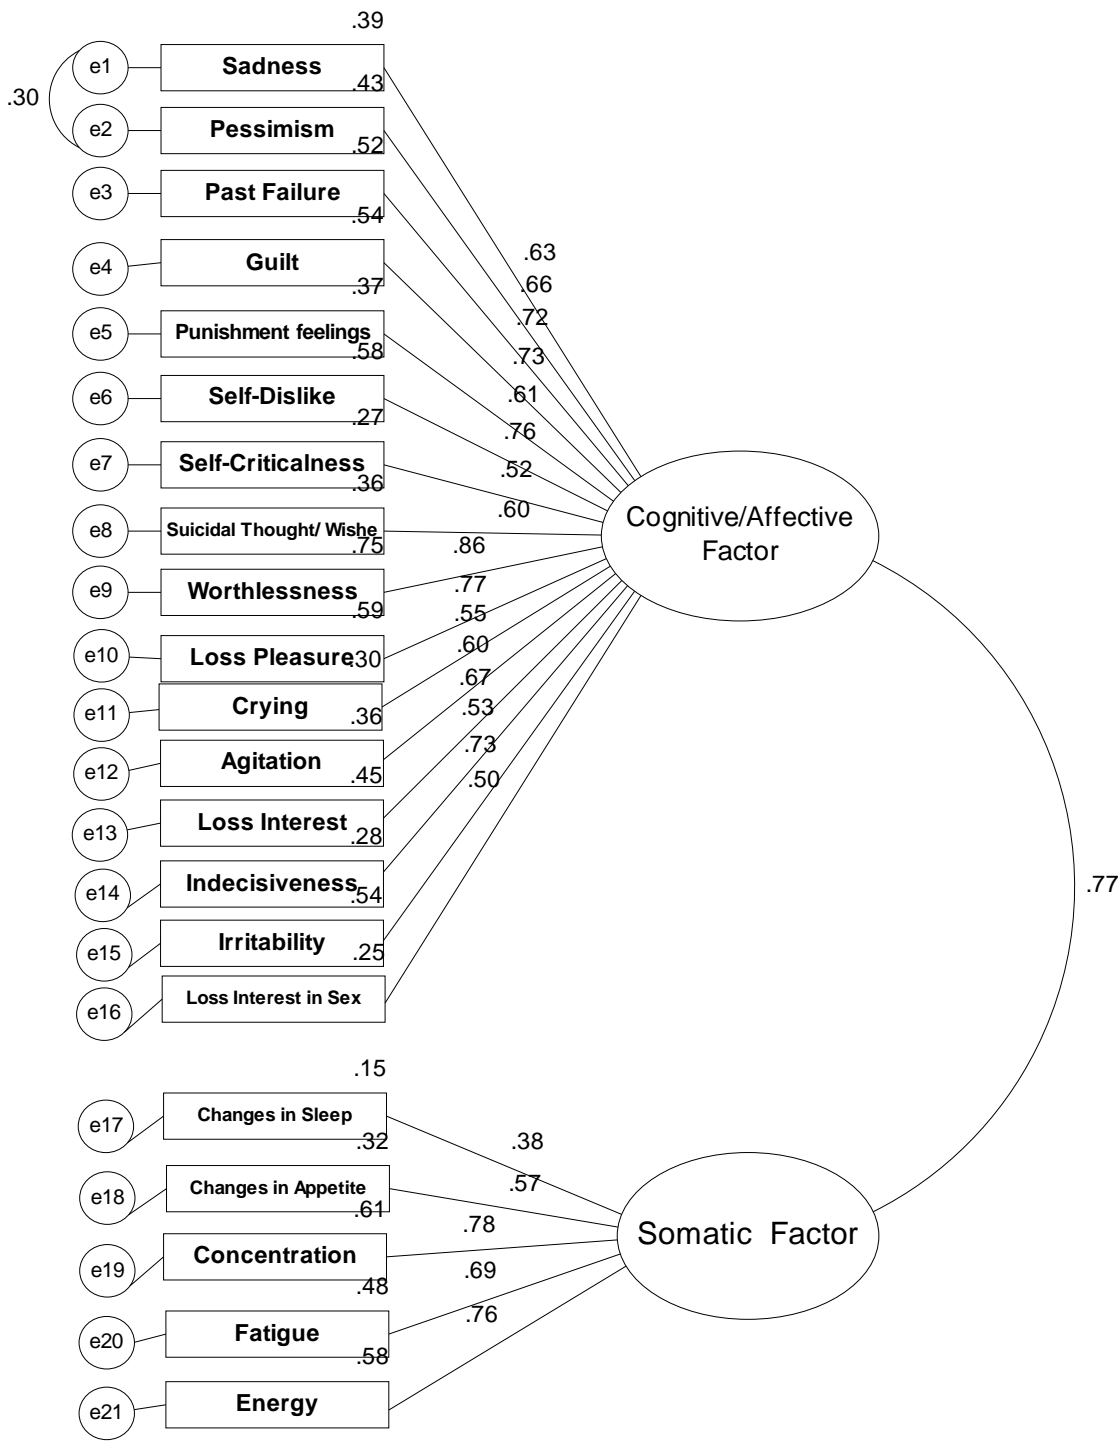 .39
e1 Sadness
.43
.30
e2 Pessimism
.52
e3 Past Failure
.54
.63
e4 Guilt
.66
.37
.72
e5 Punishment feelings
.58
.73
e6 Self-Dislike
.61
.27
.76
e7 Self-Criticalness
.52
.36
.60
Cognitive/Affective
Factor
e8 Suicidal Thought/ Wishe
.75
.86
e9 Worthlessness
.77
.59
.55
e10 Loss Pleasure
.30
.60
e11 Crying
.67
.36
.53
e12 Agitation
.73
.45
.50
e13 Loss Interest
.28
e14 Indecisiveness
.77
.54
e15 Irritability
.25
e16 Loss Interest in Sex
.15
e17 Changes in Sleep
.32
.38
e18 Changes in Appetite
.57
.61
.78
Somatic Factor
e19 Concentration
.48
.69
e20 Fatigue
.76
.58
e21 Energy